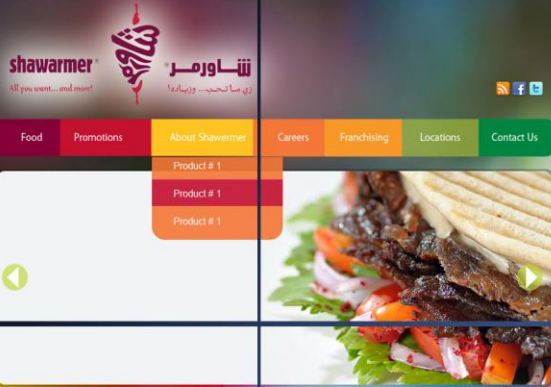 shawarmer
شاورمر
All you want... and more!
زي ما تحب... وزيادة!
Food
Promotions
About Shawermer
Careers
Franchising
Locations
Contact Us
Product # 1
Product # 1
Product # 1